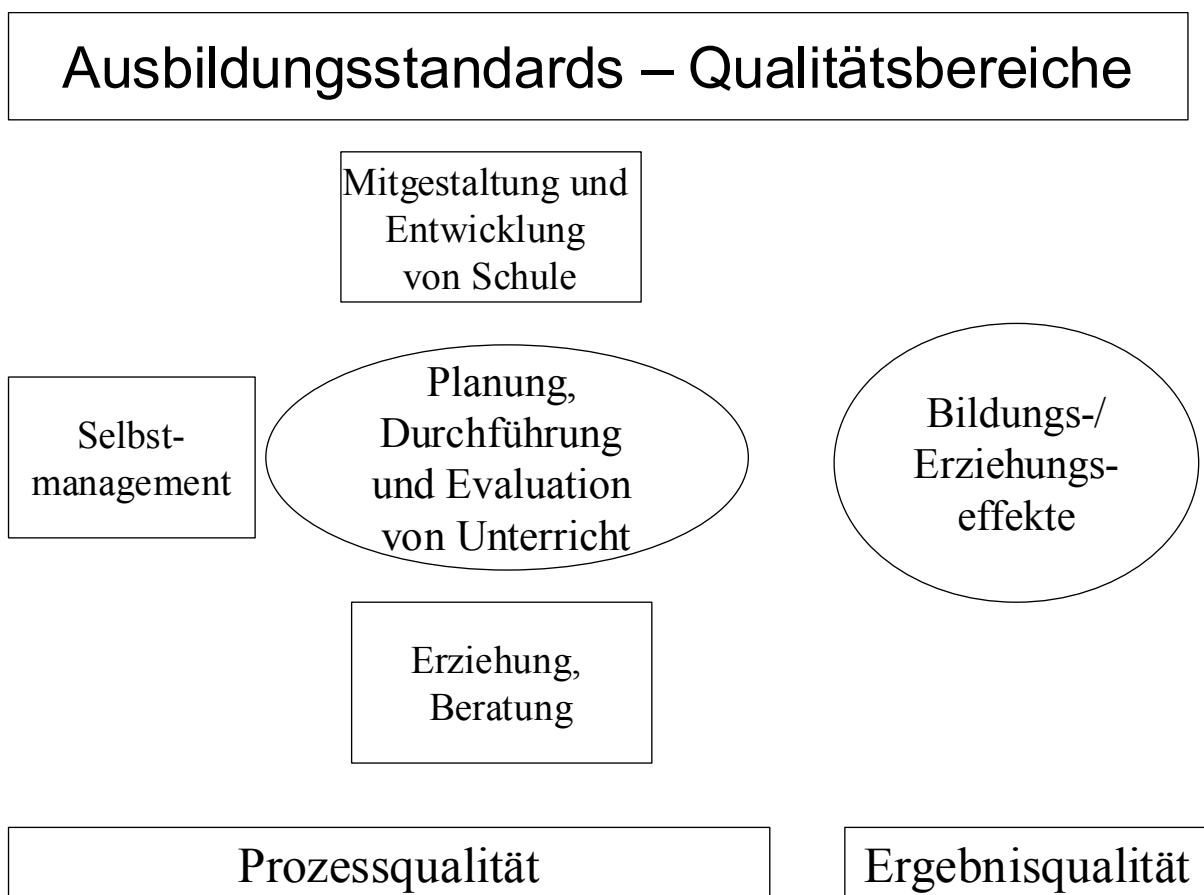 Ausbildungsstandards – Qualitätsbereiche
Mitgestaltung und
Entwicklung
von Schule
Selbst-
management
Planung,
Durchführung
und Evaluation
von Unterricht
Bildungs-/
Erziehungs-
effekte
Erziehung,
Beratung
Prozessqualität
Ergebnisqualität